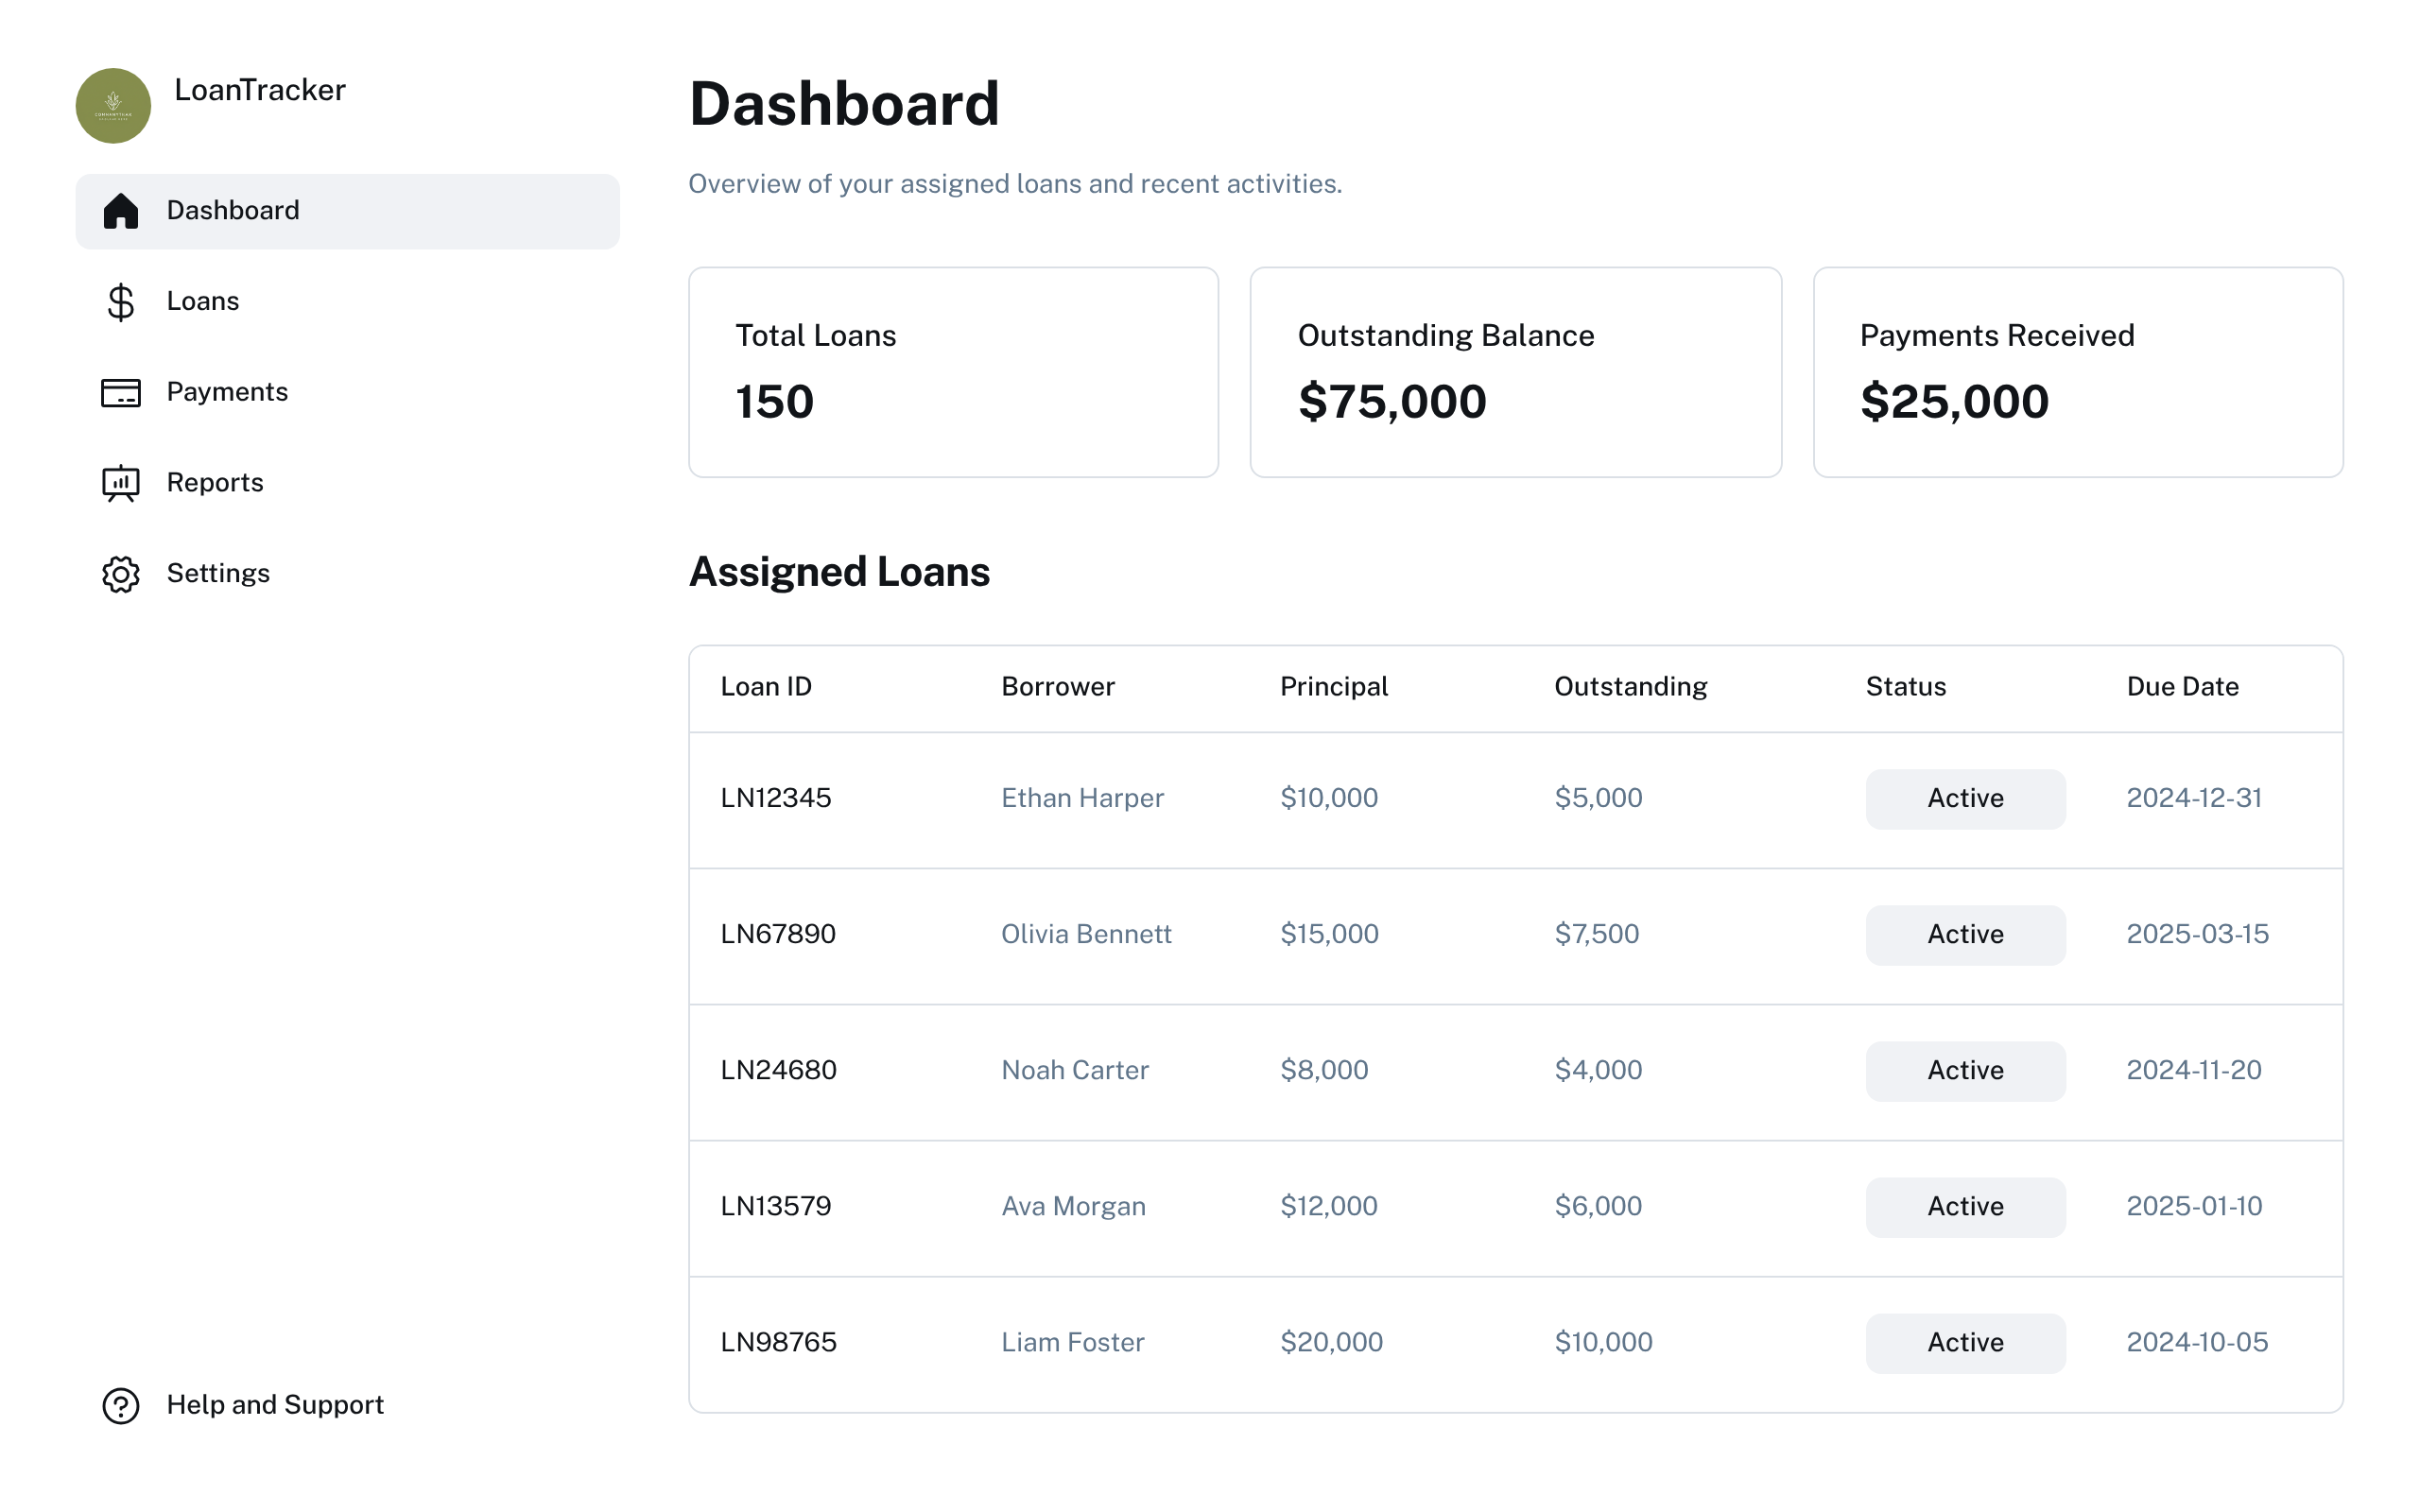 LoanTracker
Dashboard
Loans
Payments
Reports
Settings
Help and Support
Dashboard
Overview of your assigned loans and recent activities.
Total Loans
150
Outstanding Balance
$75,000
Payments Received
$25,000
Assigned Loans
Loan ID Borrower Principal Outstanding Status Due Date
LN12345 Ethan Harper $10,000 $5,000 Active 2024-12-31
LN67890 Olivia Bennett $15,000 $7,500 Active 2025-03-15
LN24680 Noah Carter $8,000 $4,000 Active 2024-11-20
LN13579 Ava Morgan $12,000 $6,000 Active 2025-01-10
LN98765 Liam Foster $20,000 $10,000 Active 2024-10-05